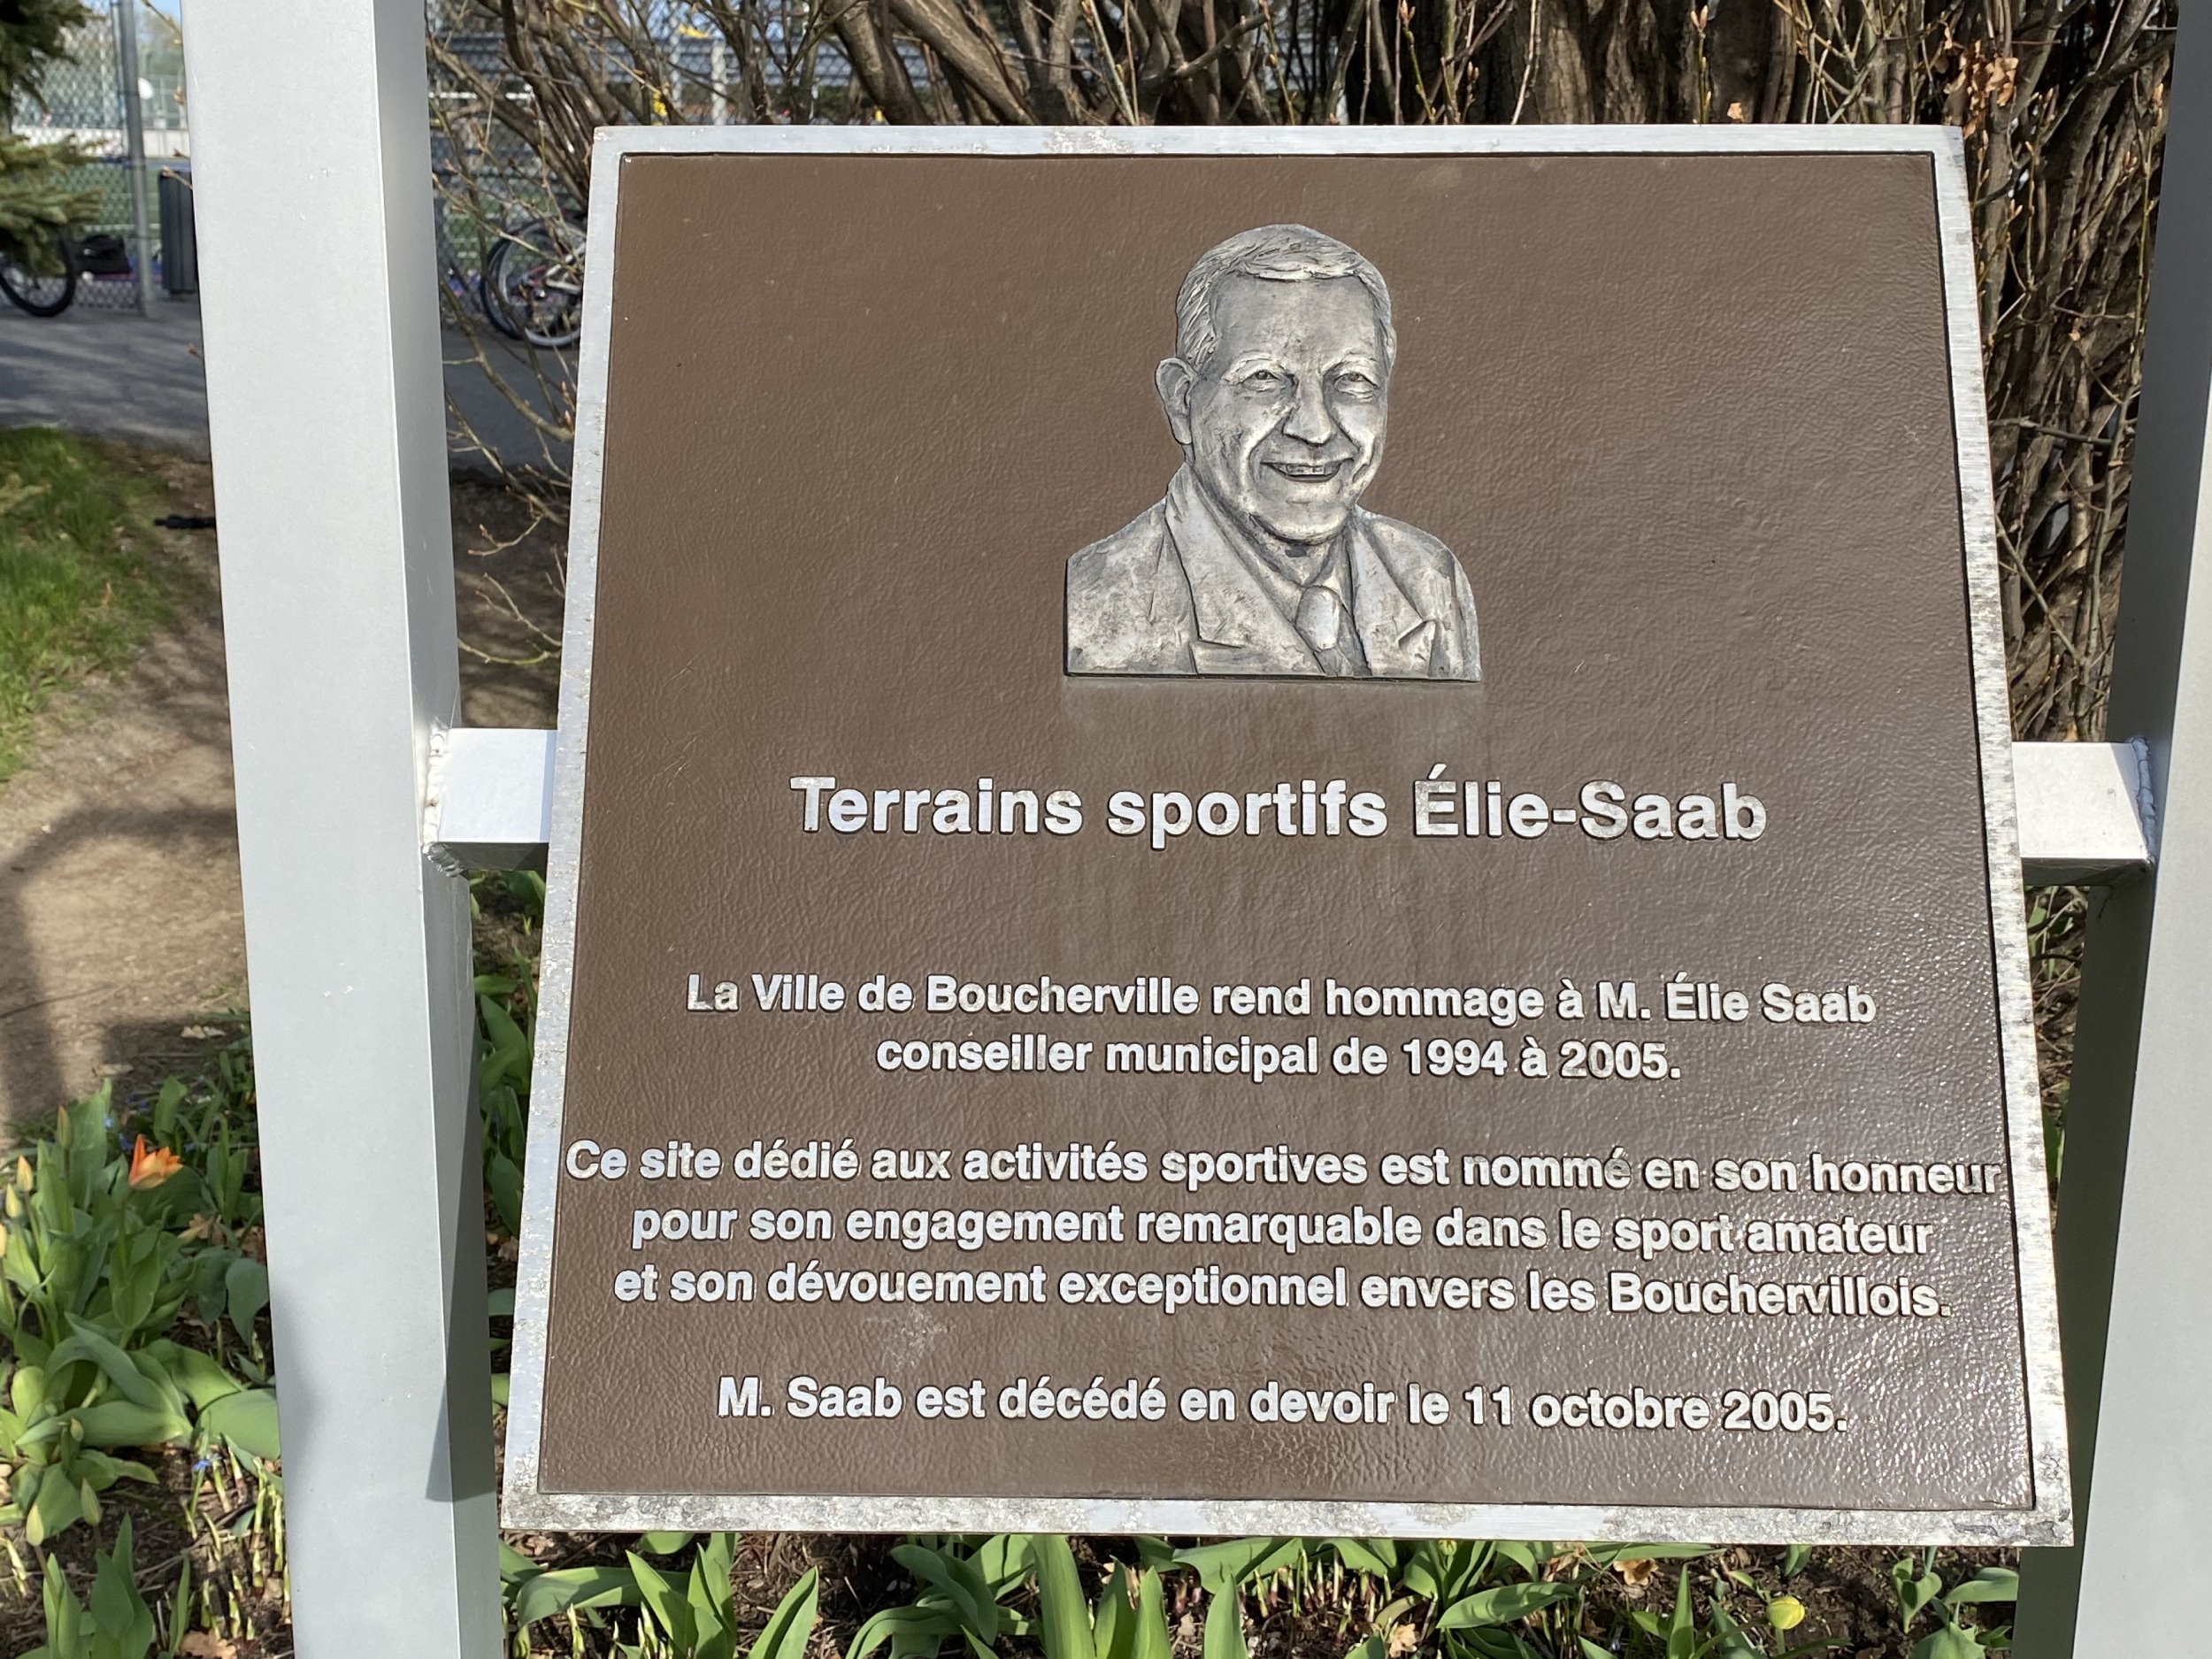 Terrains sportifs Élie-Saab
La Ville de Boucherville rend hommage à M. Élie Saab
conseiller municipal de 1994 à 2005.
Ce site dédié aux activités sportives est nommé en son honneur
pour son engagement remarquable dans le sport amateur
et son dévouement exceptionnel envers les Bouchervillois.
M. Saab est décédé en devoir le 11 octobre 2005.